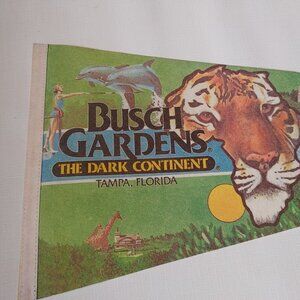 BUSCH
GARDENS
THE DARK CONTINENT
TAMPA, FLORIDA